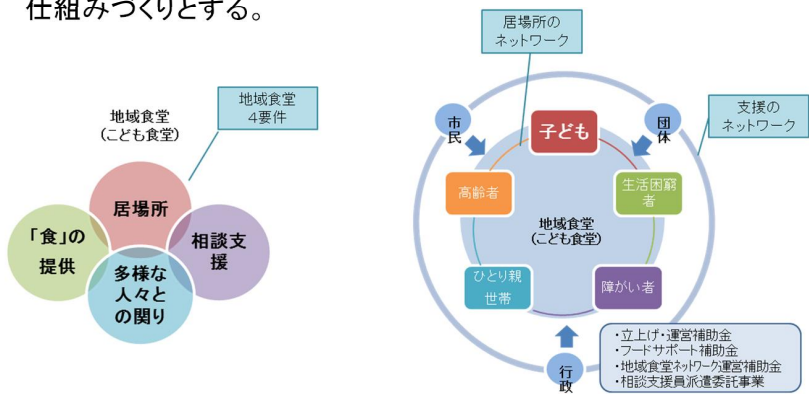 仕組みづくりとする。
地域食堂
(こども食堂)
地域食堂
4要件
居場所
「食」の
提供
相談支
援
多様な
人々と
の関り
居場所の
ネットワーク
支援の
ネットワーク
市
民
団
体
子ども
高齢者
生活困窮
者
地域食堂
(こども食堂)
ひとり親
世帯
障がい者
行
政
・立上げ・運営補助金
・フードサポート補助金
・地域食堂ネットワーク運営補助金
・相談支援員派遣委託事業